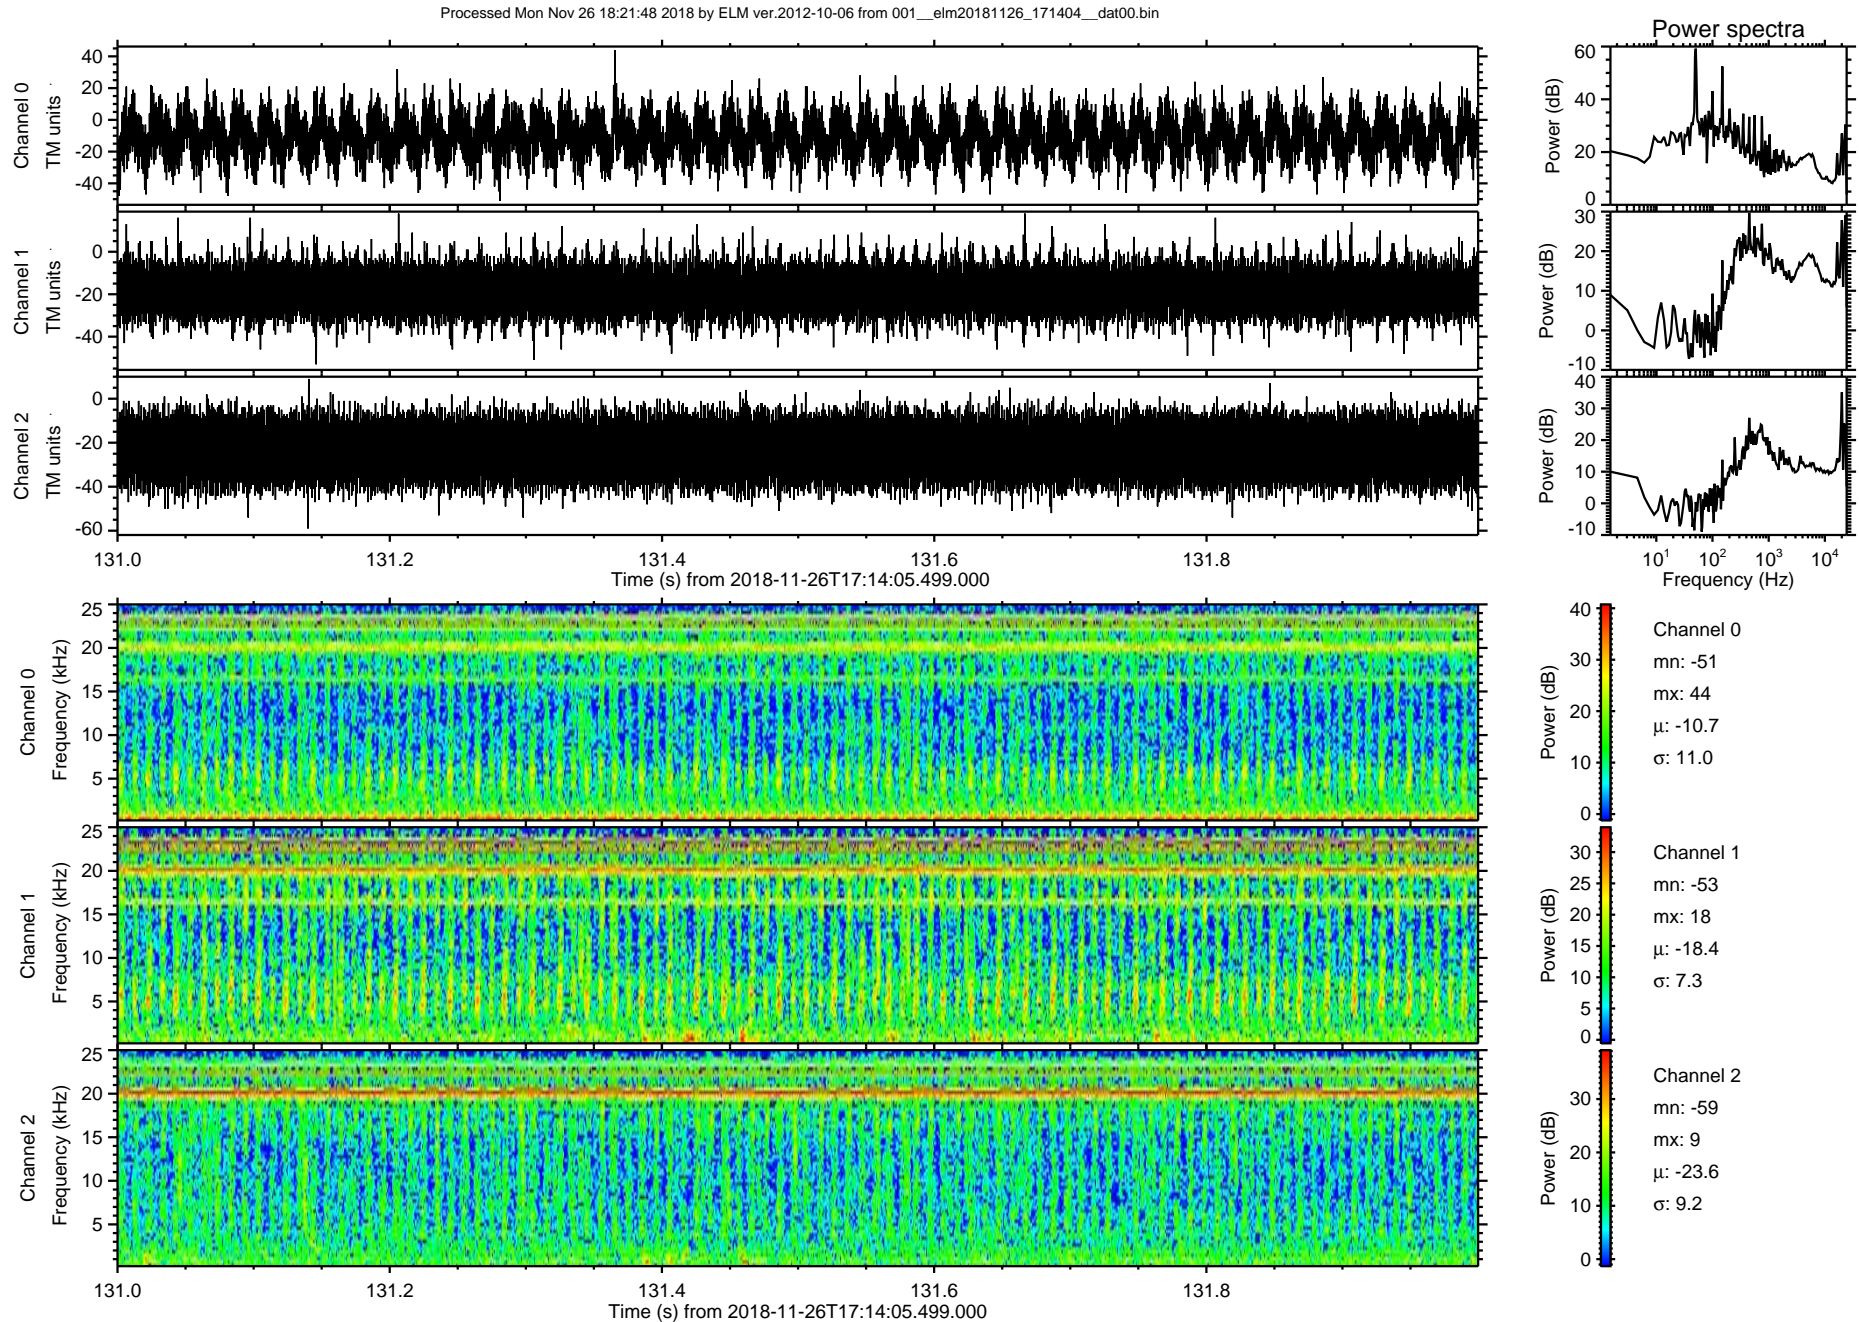 Processed Mon Nov 26 18:21:48 2018 by ELM ver.2012-10-06 from 001__elm20181126_171404__dat00.bin
Power spectra
Channel 0
TM units
40
20
0
-20
-40
Power (dB)
60
40
20
0
Channel 1
TM units
0
-20
-40
Power (dB)
30
20
10
0
-10
Channel 2
TM units
0
-20
-40
-60
Power (dB)
40
30
20
10
0
-10
131.0 131.2 131.4 131.6 131.8
Time (s) from 2018-11-26T17:14:05.499.000
10^1 10^2 10^3 10^4
Frequency (Hz)
Channel 0
Frequency (kHz)
25
20
15
10
5
Power (dB)
40
30
20
10
0
Channel 0
mn: -51
mx: 44
μ: -10.7
σ: 11.0
Channel 1
Frequency (kHz)
25
20
15
10
5
Power (dB)
30
25
20
15
10
5
0
Channel 1
mn: -53
mx: 18
μ: -18.4
σ: 7.3
Channel 2
Frequency (kHz)
25
20
15
10
5
Power (dB)
30
20
10
0
Channel 2
mn: -59
mx: 9
μ: -23.6
σ: 9.2
131.0 131.2 131.4 131.6 131.8
Time (s) from 2018-11-26T17:14:05.499.000